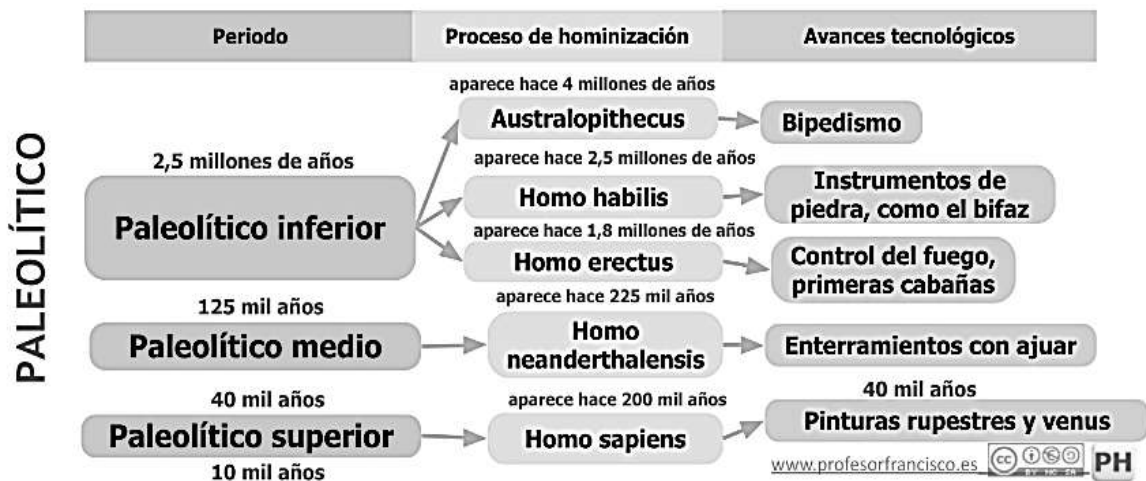 Periodo
Proceso de hominización
Avances tecnológicos
PALEOLÍTICO
aparece hace 4 millones de años
Australopithecus
Bipedismo
2,5 millones de años
Paleolítico inferior
aparece hace 2,5 millones de años
Homo habilis
Instrumentos de
piedra, como el bifaz
aparece hace 1,8 millones de años
Homo erectus
Control del fuego,
primeras cabañas
125 mil años
Paleolítico medio
aparece hace 225 mil años
Homo
neanderthalensis
Enterramientos con ajuar
40 mil años
Paleolítico superior
10 mil años
aparece hace 200 mil años
Homo sapiens
40 mil años
Pinturas rupestres y venus
www.profesorfrancisco.es
cc
BY NC SA
PH